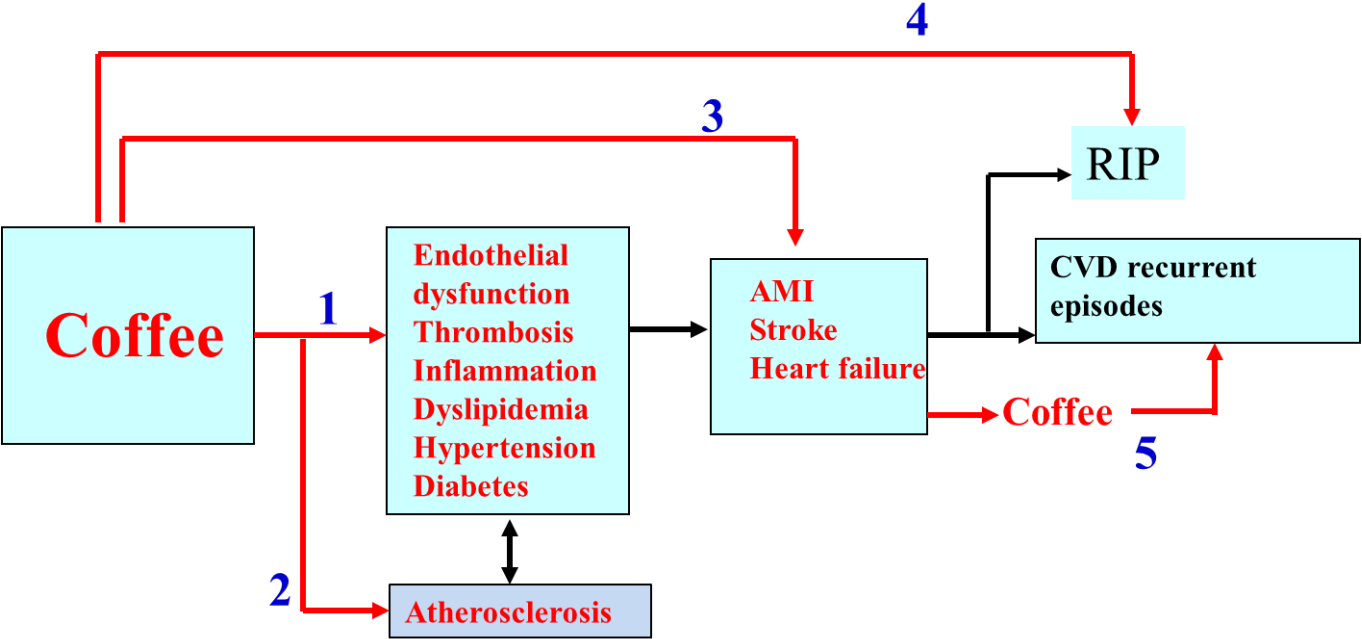 4
3
RIP
Coffee
1
Endothelial
dysfunction
Thrombosis
Inflammation
Dyslipidemia
Hypertension
Diabetes
AMI
Stroke
Heart failure
CVD recurrent
episodes
Coffee
5
2
Atherosclerosis